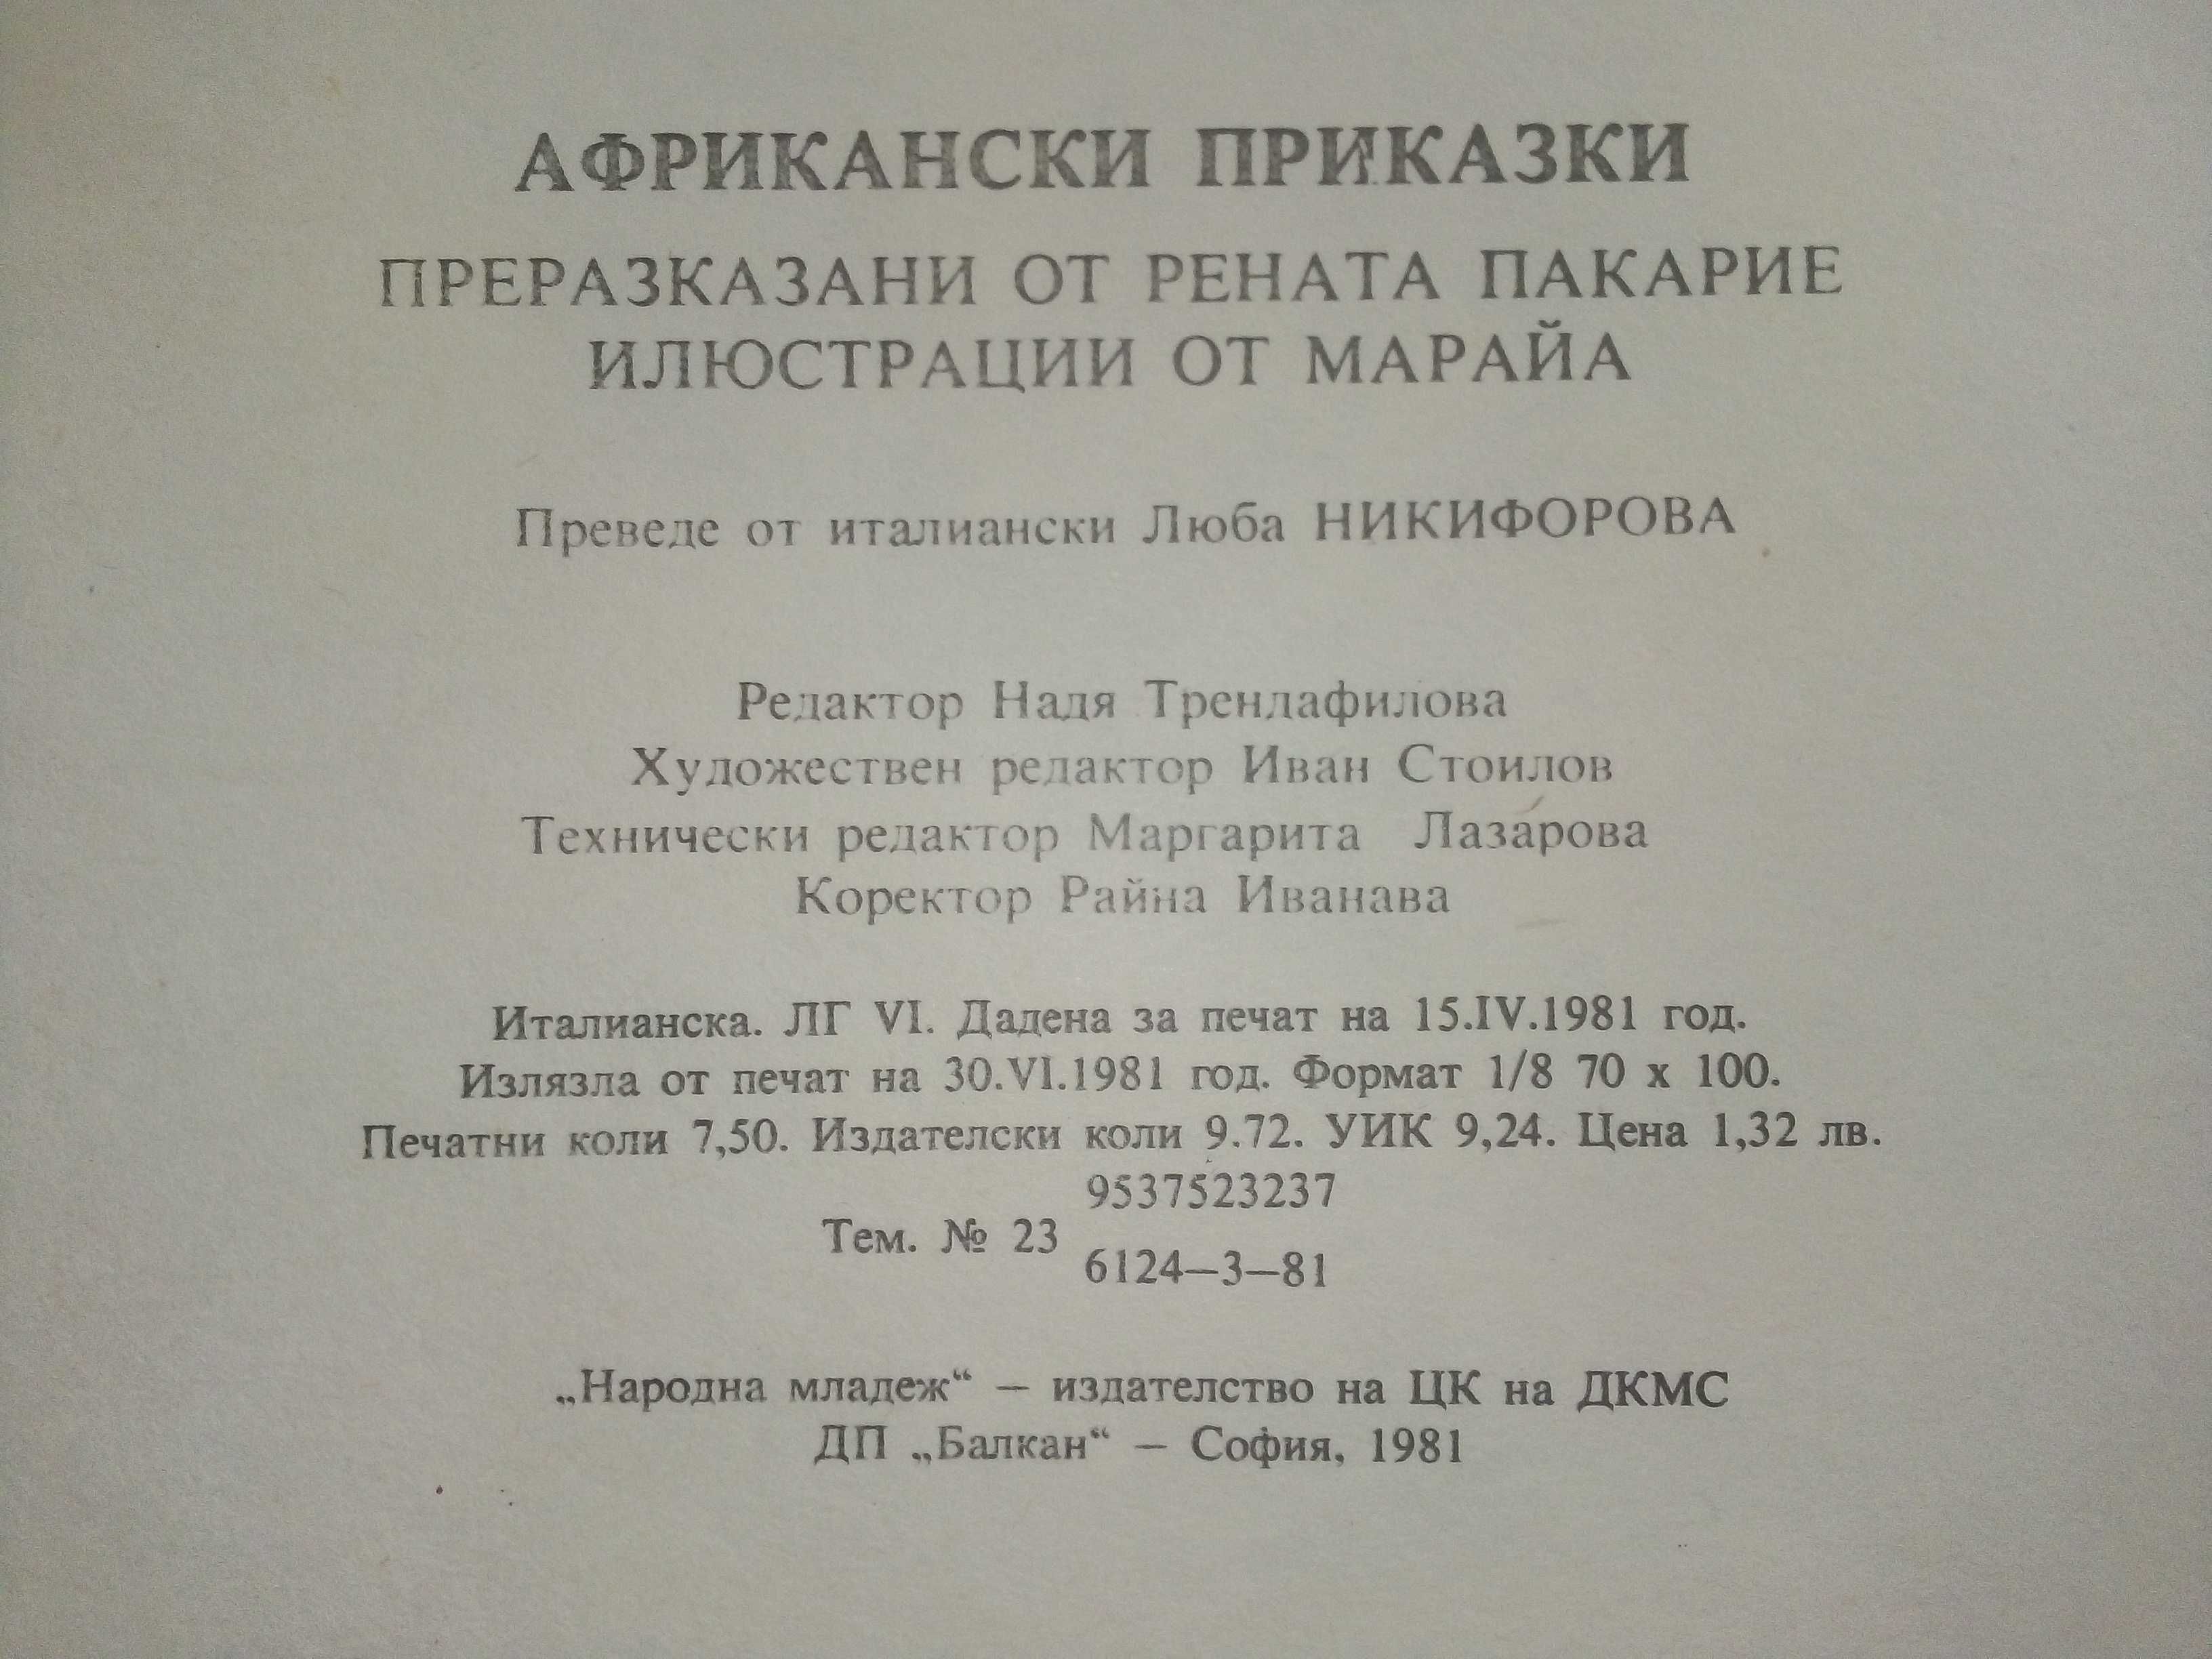 АФРИКАНСКИ ПРИКАЗКИ
ПРЕРАЗКАЗАНИ ОТ РЕНАТА ПАКАРИЕ
ИЛЮСТРАЦИИ ОТ МАРАЙА
Преведе от италиански Люба НИКИФОРОВА
Редактор Надя Трендафилова
Художествен редактор Иван Стоилов
Технически редактор Маргарита Лазарова
Коректор Райна Иванава
Италианска. ЛГ VI. Дадена за печат на 15.IV.1981 год.
Излязла от печат на 30.VI.1981 год. Формат 1/8 70 х 100.
Печатни коли 7,50. Издателски коли 9.72. УИК 9,24. Цена 1,32 лв.
9537523237
Тем. № 23
6124—3—81
„Народна младеж“ — издателство на ЦК на ДКМС
ДП „Балкан“ — София, 1981